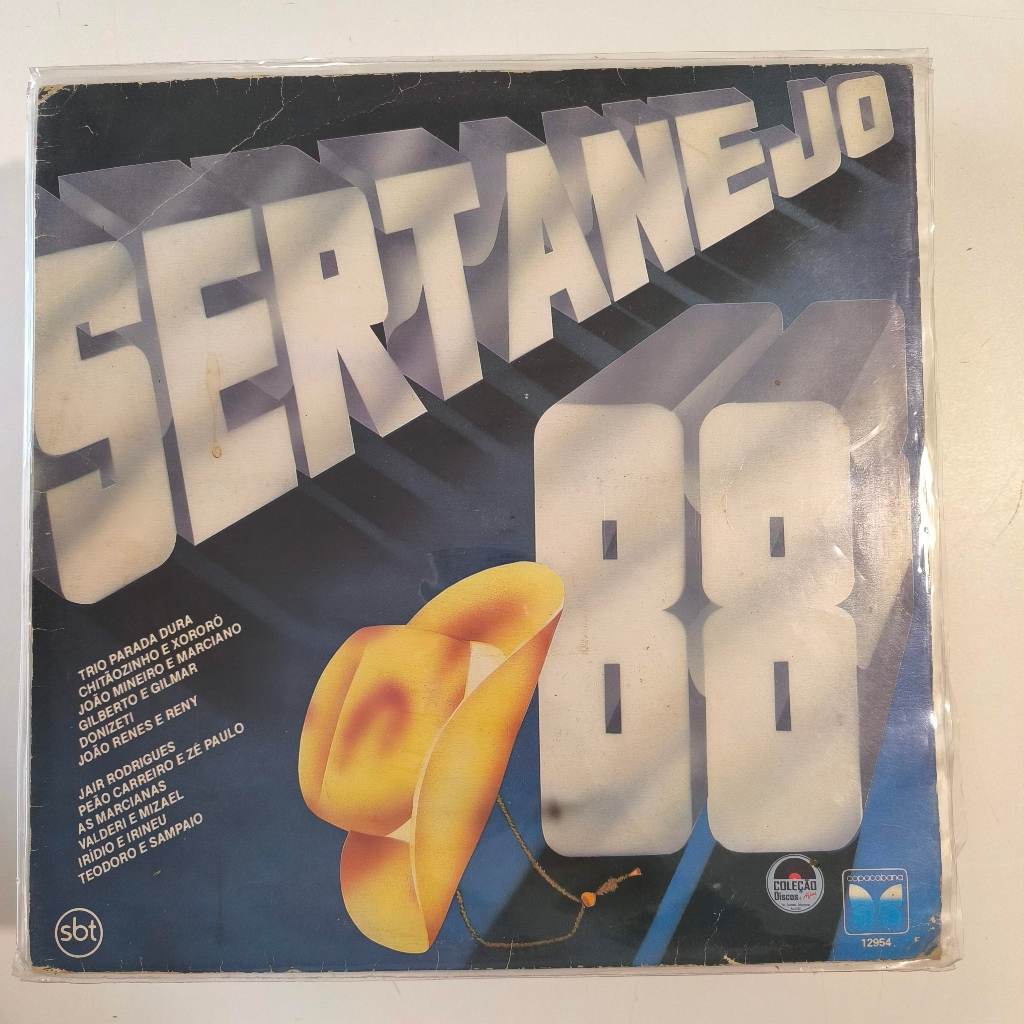 SERTANEJO
88
TRIO PARADA DURA
CHITÃOZINHO E XORORÓ
JOÃO MINEIRO E MARCIANO
GILBERTO E GILMAR
DONIZETI
JOÃO RENES E RENY
JAIR RODRIGUES
PEÃO CARREIRO E ZÉ PAULO
AS MARCIANAS
VALDERI E MIZAEL
IRÍDIO E IRINEU
TEODORO E SAMPAIO
sbt
COLEÇÃO
Discos
copacabana
12954